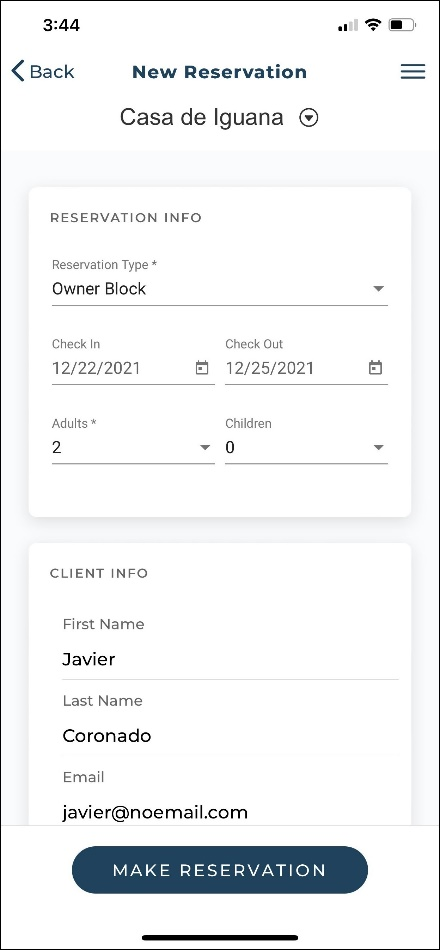 3:44
Back New Reservation
Casa de Iguana
RESERVATION INFO
Reservation Type *
Owner Block
Check In Check Out
12/22/2021 12/25/2021
Adults * Children
2 0
CLIENT INFO
First Name
Javier
Last Name
Coronado
Email
javier@noemail.com
MAKE RESERVATION